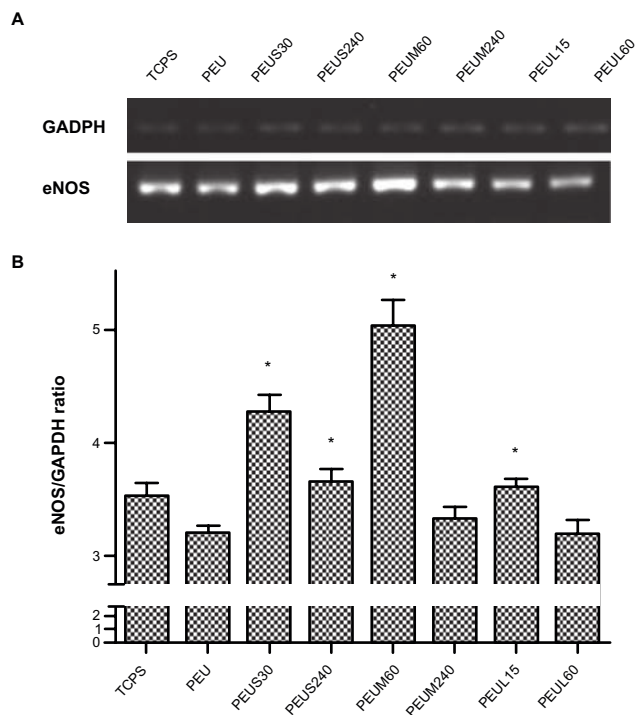 A
TCPS
PEU
PEUS30
PEUS240
PEUM60
PEUM240
PEUL15
PEUL60
GADPH
eNOS
B
eNOS/GAPDH ratio
5
4
3
2
1
0
*
*
*
*
TCPS
PEU
PEUS30
PEUS240
PEUM60
PEUM240
PEUL15
PEUL60